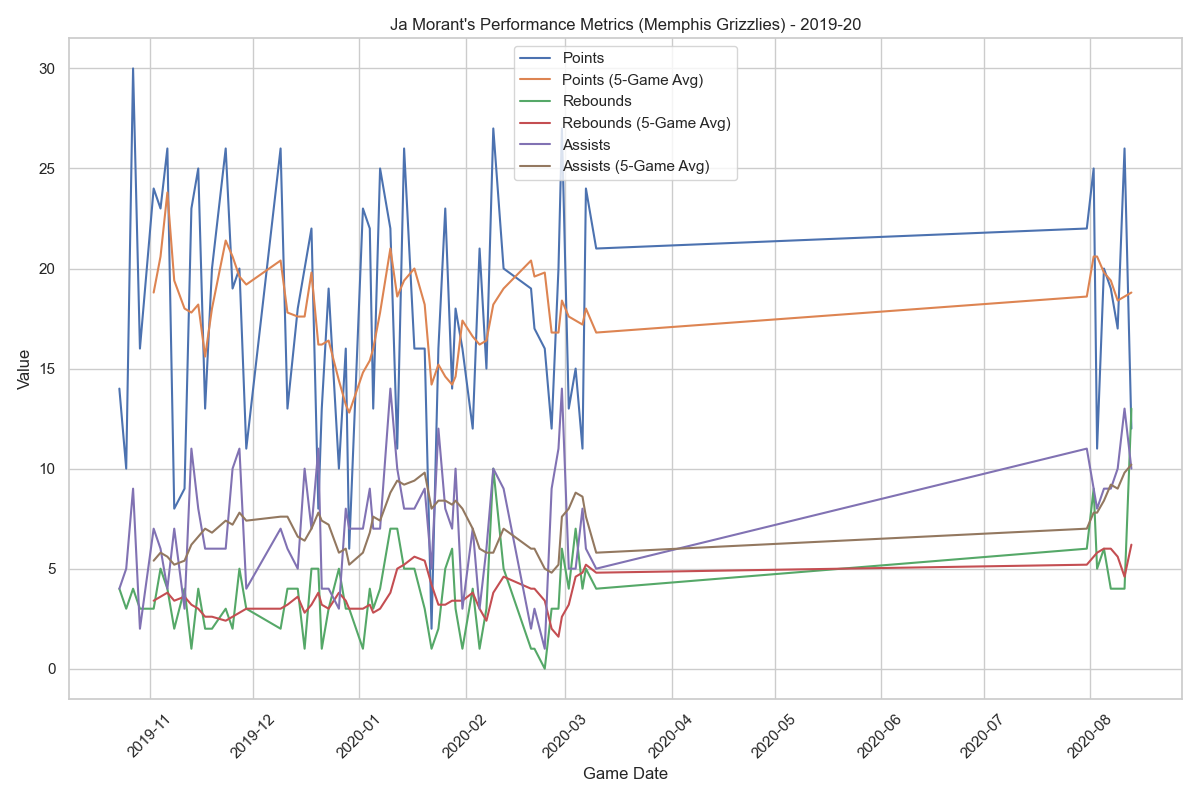 Ja Morant's Performance Metrics (Memphis Grizzlies) - 2019-20
Points
Points (5-Game Avg)
Rebounds
Rebounds (5-Game Avg)
Assists
Assists (5-Game Avg)
30
25
20
15
10
5
0
Value
2019-11
2019-12
2020-01
2020-02
2020-03
2020-04
2020-05
2020-06
2020-07
2020-08
Game Date